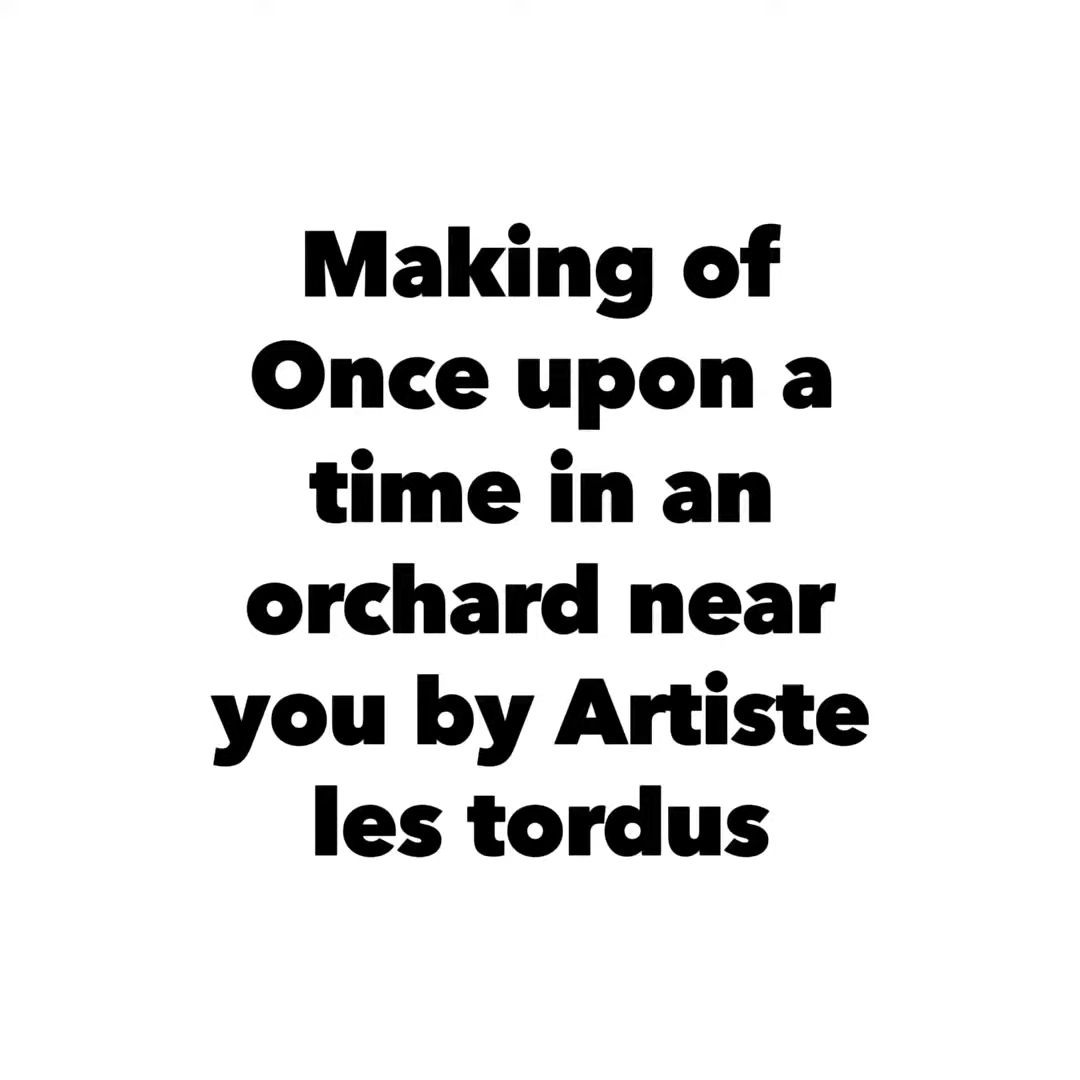 Making of
Once upon a
time in an
orchard near
you by Artiste
les tordus